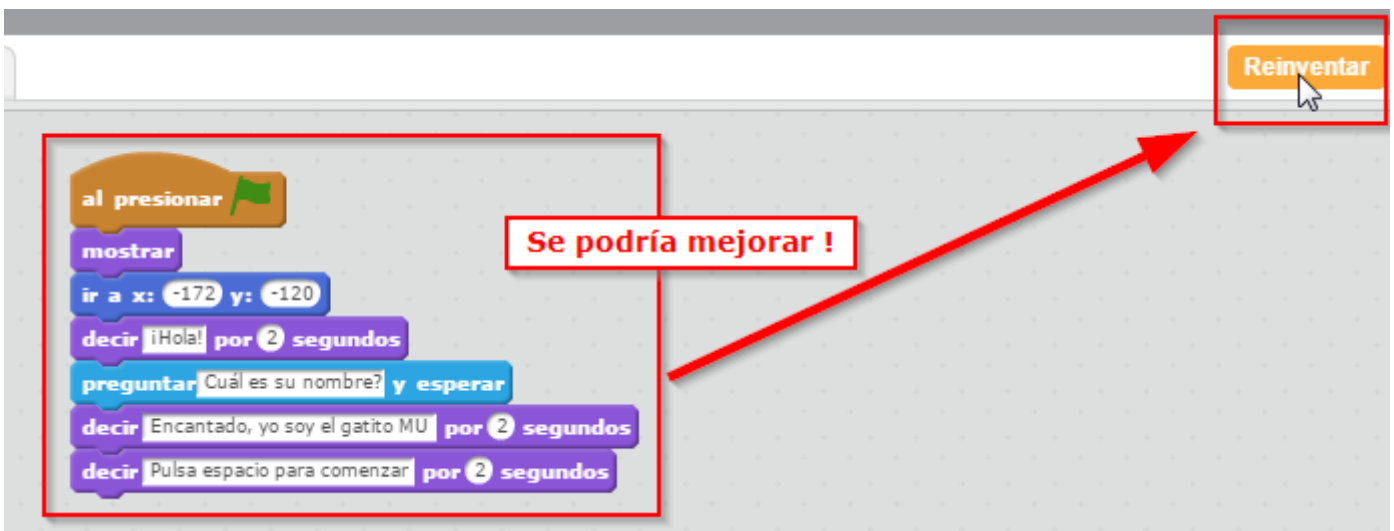 Reinventar
al presionar
mostrar
ir a x: -172 y: -120
decir ¡Hola! por 2 segundos
preguntar Cuál es su nombre? y esperar
decir Encantado, yo soy el gatito MU por 2 segundos
decir Pulsa espacio para comenzar por 2 segundos
Se podría mejorar !